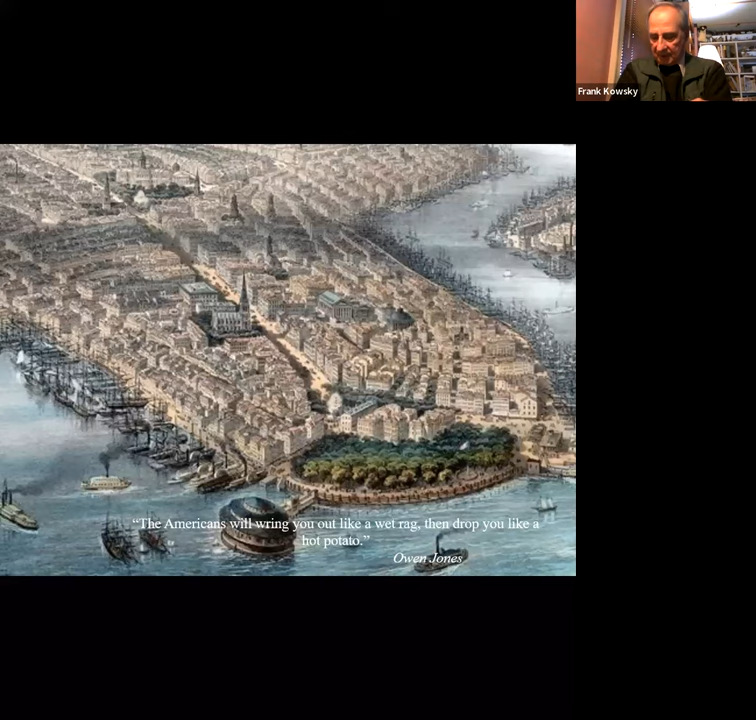 Frank Kowsky
“The Americans will wring you out like a wet rag, then drop you like a
hot potato.”
Owen Jones